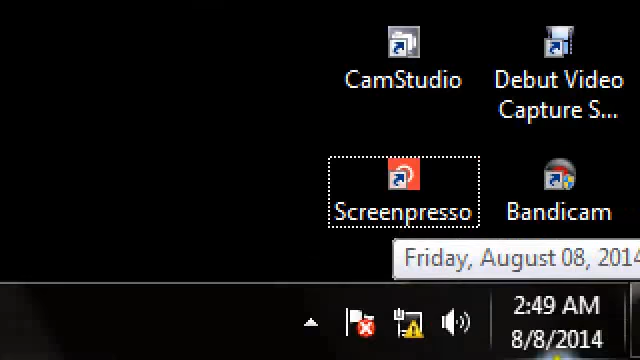 CamStudio
Debut Video
Capture S...
Screenpresso
Bandicam
Friday, August 08, 2014
2:49 AM
8/8/2014